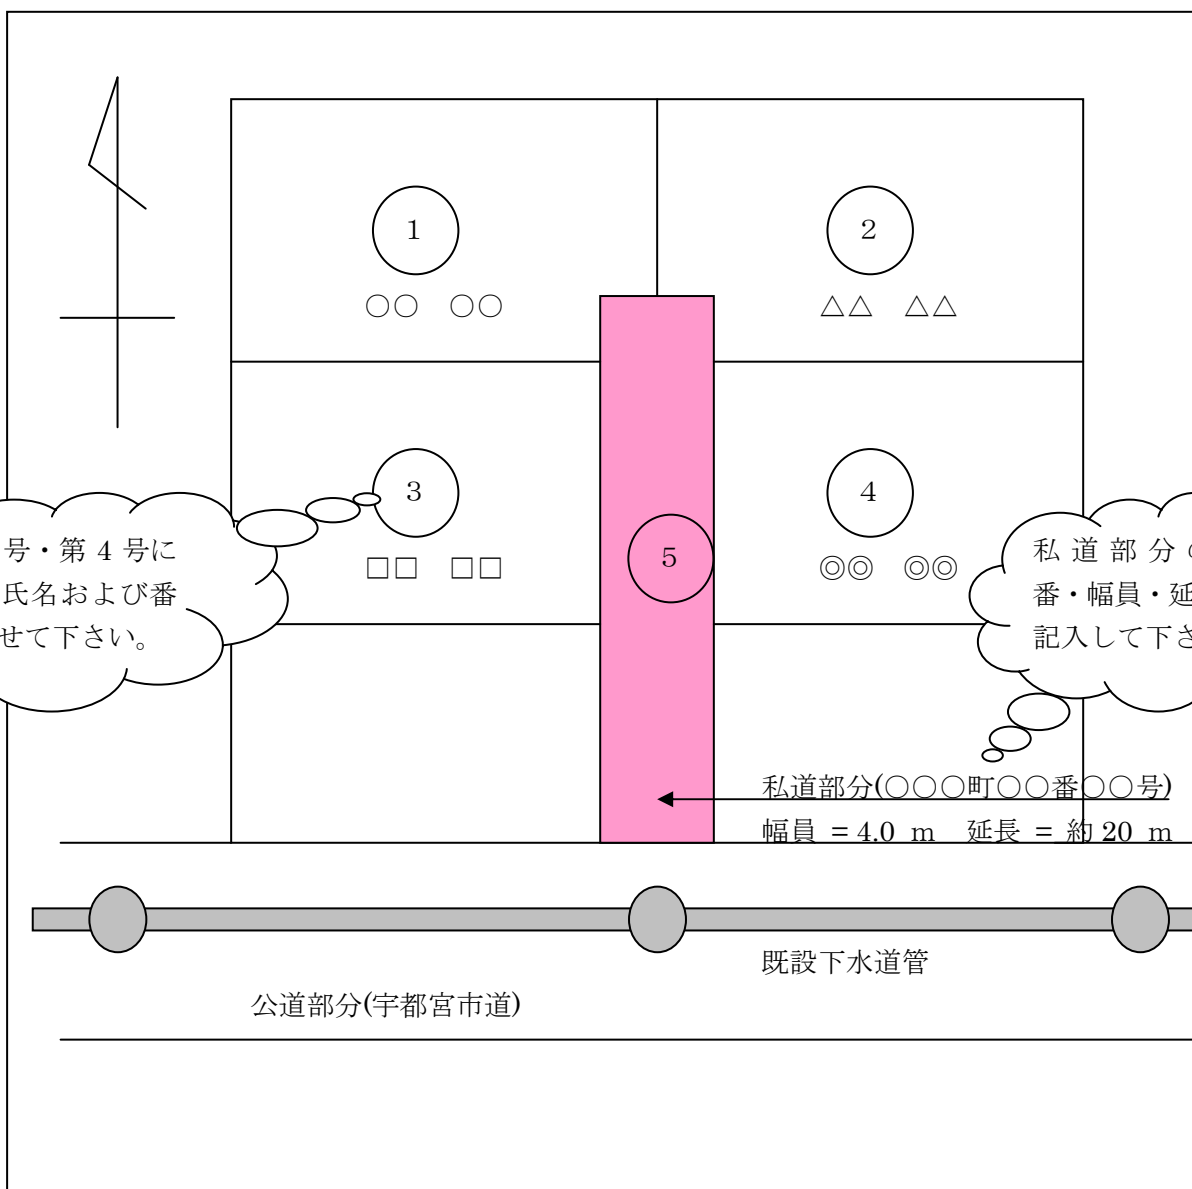 1
2
○○ ○○
△△ △△
3
4
5
□□ □□
◎◎ ◎◎
号・第 4 号に
氏名および番
せて下さい。
私道部分
番・幅員・延
記入して下さ
私道部分(○○○町○○番○○号)
幅員 = 4.0 m 延長 = 約 20 m
既設下水道管
公道部分(宇都宮市道)